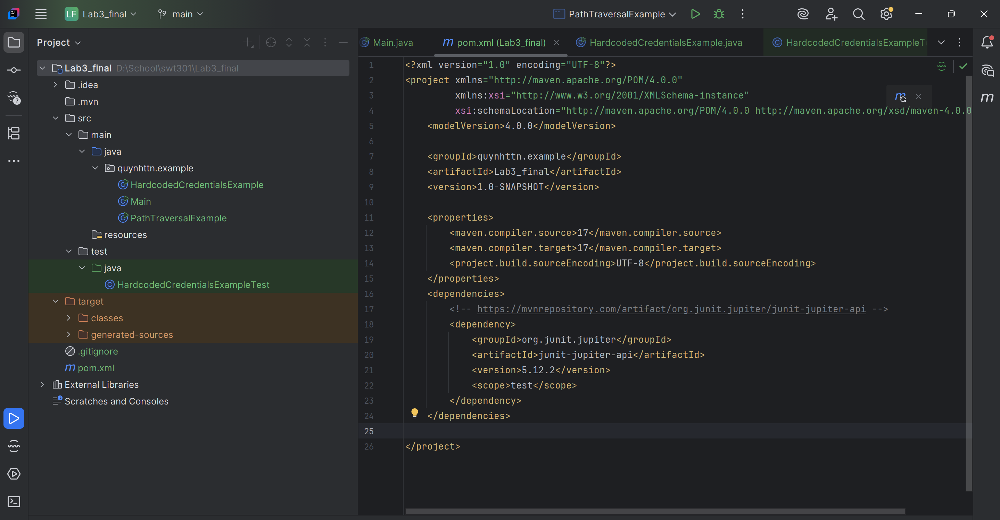 LF Lab3_final main PathTraversalExample
Project
Main.java pom.xml (Lab3_final) HardcodedCredentialsExample.java HardcodedCredentialsExampleT
Lab3_final D:\School\swt301\Lab3_final
.idea
.mvn
src
main
java
quynhttn.example
HardcodedCredentialsExample
Main
PathTraversalExample
resources
test
java
HardcodedCredentialsExampleTest
target
classes
generated-sources
.gitignore
m pom.xml
External Libraries
Scratches and Consoles
1 <?xml version="1.0" encoding="UTF-8"?>
2 <project xmlns="http://maven.apache.org/POM/4.0.0"
3 xmlns:xsi="http://www.w3.org/2001/XMLSchema-instance"
4 xsi:schemaLocation="http://maven.apache.org/POM/4.0.0 http://maven.apache.org/xsd/maven-4.0.0
5 <modelVersion>4.0.0</modelVersion>
6
7 <groupId>quynhttn.example</groupId>
8 <artifactId>Lab3_final</artifactId>
9 <version>1.0-SNAPSHOT</version>
10
11 <properties>
12 <maven.compiler.source>17</maven.compiler.source>
13 <maven.compiler.target>17</maven.compiler.target>
14 <project.build.sourceEncoding>UTF-8</project.build.sourceEncoding>
15 </properties>
16 <dependencies>
17 <!-- https://mvnrepository.com/artifact/org.junit.jupiter/junit-jupiter-api -->
18 <dependency>
19 <groupId>org.junit.jupiter</groupId>
20 <artifactId>junit-jupiter-api</artifactId>
21 <version>5.12.2</version>
22 <scope>test</scope>
23 </dependency>
24 </dependencies>
25
26 </project>